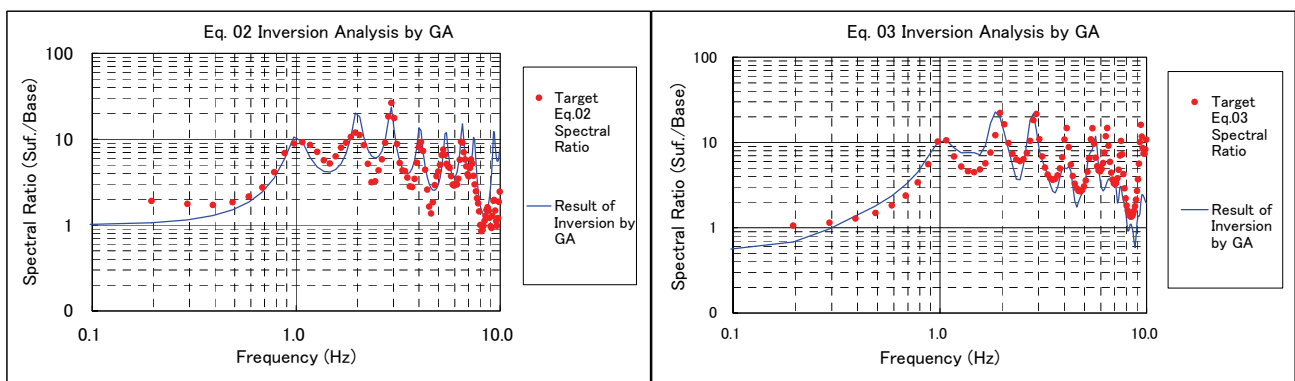 Eq. 02 Inversion Analysis by GA
Spectral Ratio (Suf./Base)
100
10
1
0
0.1
1.0
10.0
Frequency (Hz)
Target
Eq.02
Spectral
Ratio
Result of
Inversion by
GA
Eq. 03 Inversion Analysis by GA
Spectral Ratio (Suf./Base)
100
10
1
0
0.1
1.0
10.0
Frequency (Hz)
Target
Eq.03
Spectral
Ratio
Result of
Inversion
by GA